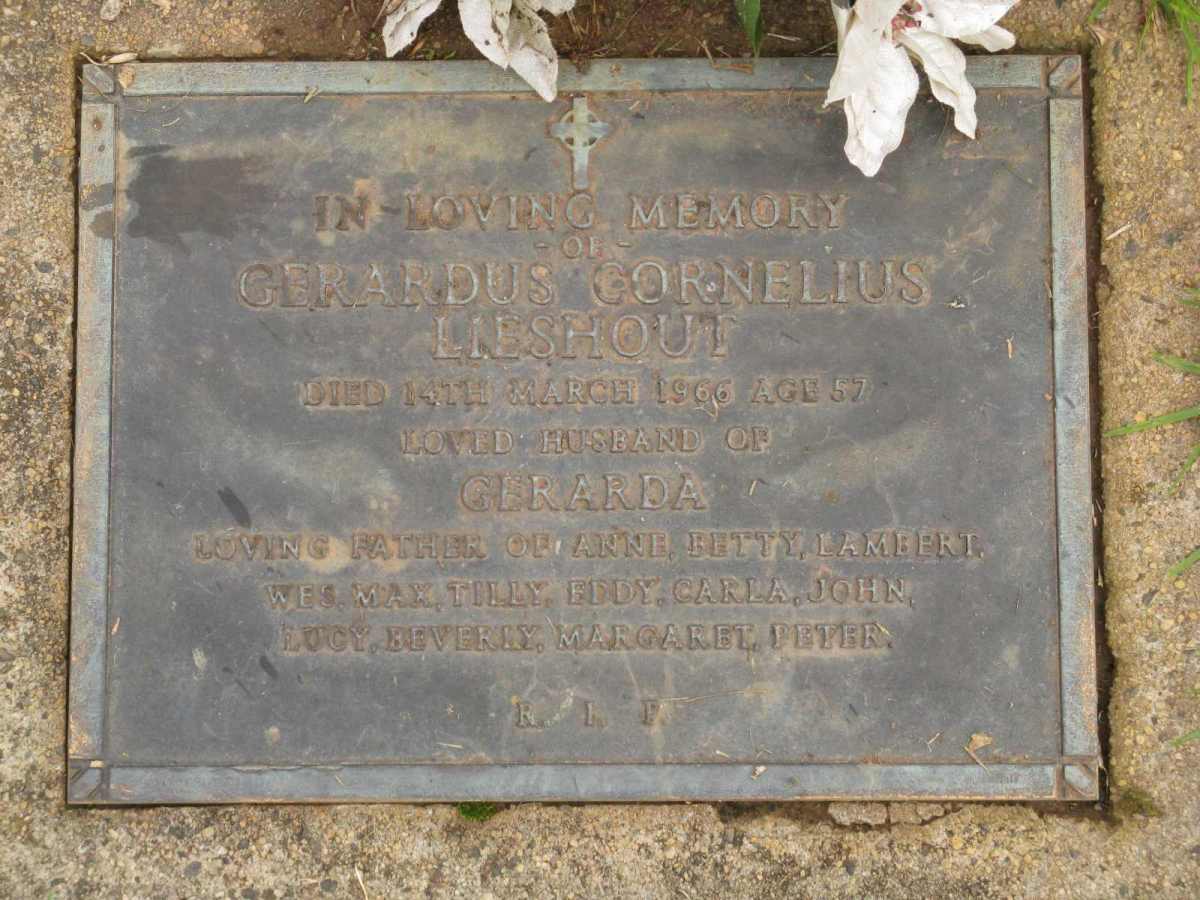 IN LOVING MEMORY
- OF -
GERARDUS CORNELIUS
LIESHOUT
DIED 14TH MARCH 1966 AGE 57
LOVED HUSBAND OF
GERARDA
LOVING FATHER OF ANNE, BETTY, LAMBERT,
WES, MAX, TILLY, EDDY, CARLA, JOHN,
LUCY, BEVERLY, MARGARET, PETER.
R. I. P.